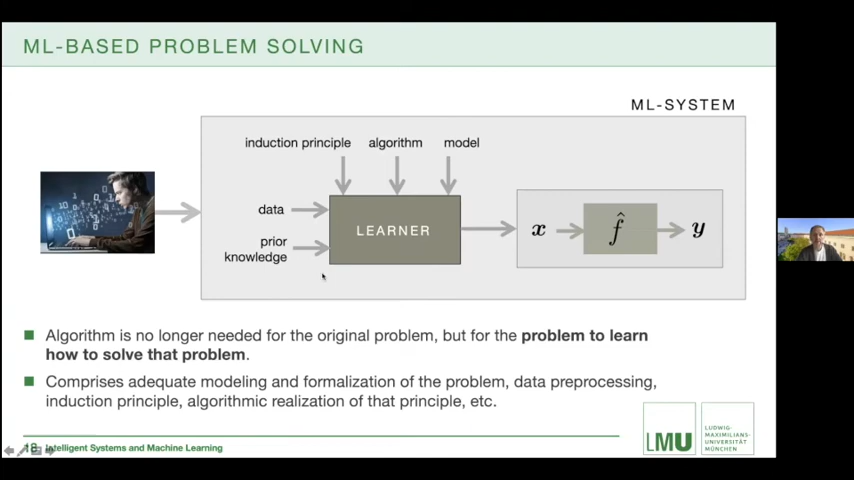 ML-BASED PROBLEM SOLVING
ML-SYSTEM
induction principle algorithm model
data
prior
knowledge
LEARNER
x
f̂
y
Algorithm is no longer needed for the original problem, but for the problem to learn
how to solve that problem.
Comprises adequate modeling and formalization of the problem, data preprocessing,
induction principle, algorithmic realization of that principle, etc.
18 Intelligent Systems and Machine Learning
LMU
LUDWIG-
MAXIMILIANS-
UNIVERSITÄT
MÜNCHEN